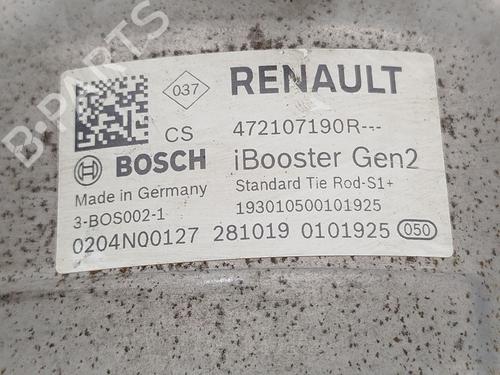 037
RENAULT
CS
472107190R---
BOSCH
iBooster Gen2
Made in Germany
Standard Tie Rod-S1+
3-BOS002-1
193010500101925
0204N00127 281019 0101925 050
B-PARTS